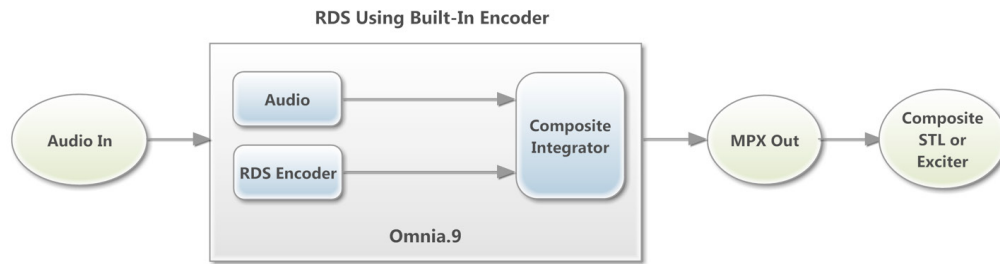 RDS Using Built-In Encoder
Audio In
Audio
RDS Encoder
Composite
Integrator
Omnia.9
MPX Out
Composite
STL or
Exciter